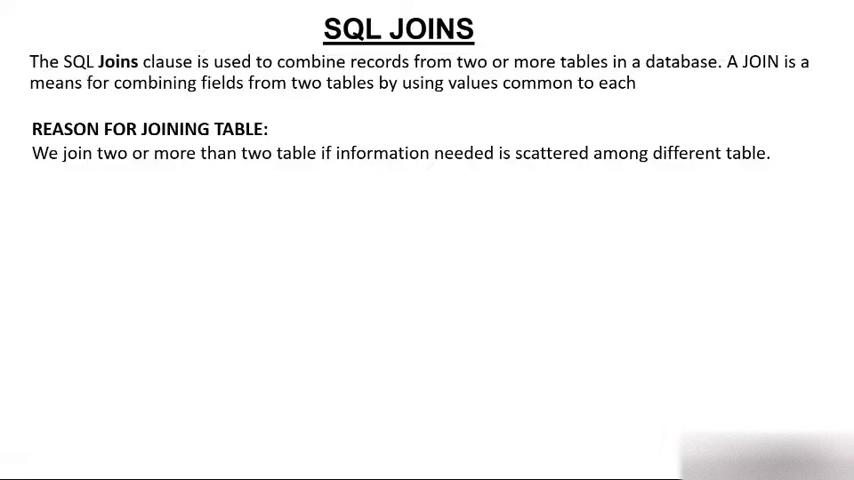 SQL JOINS
The SQL Joins clause is used to combine records from two or more tables in a database. A JOIN is a
means for combining fields from two tables by using values common to each
REASON FOR JOINING TABLE:
We join two or more than two table if information needed is scattered among different table.